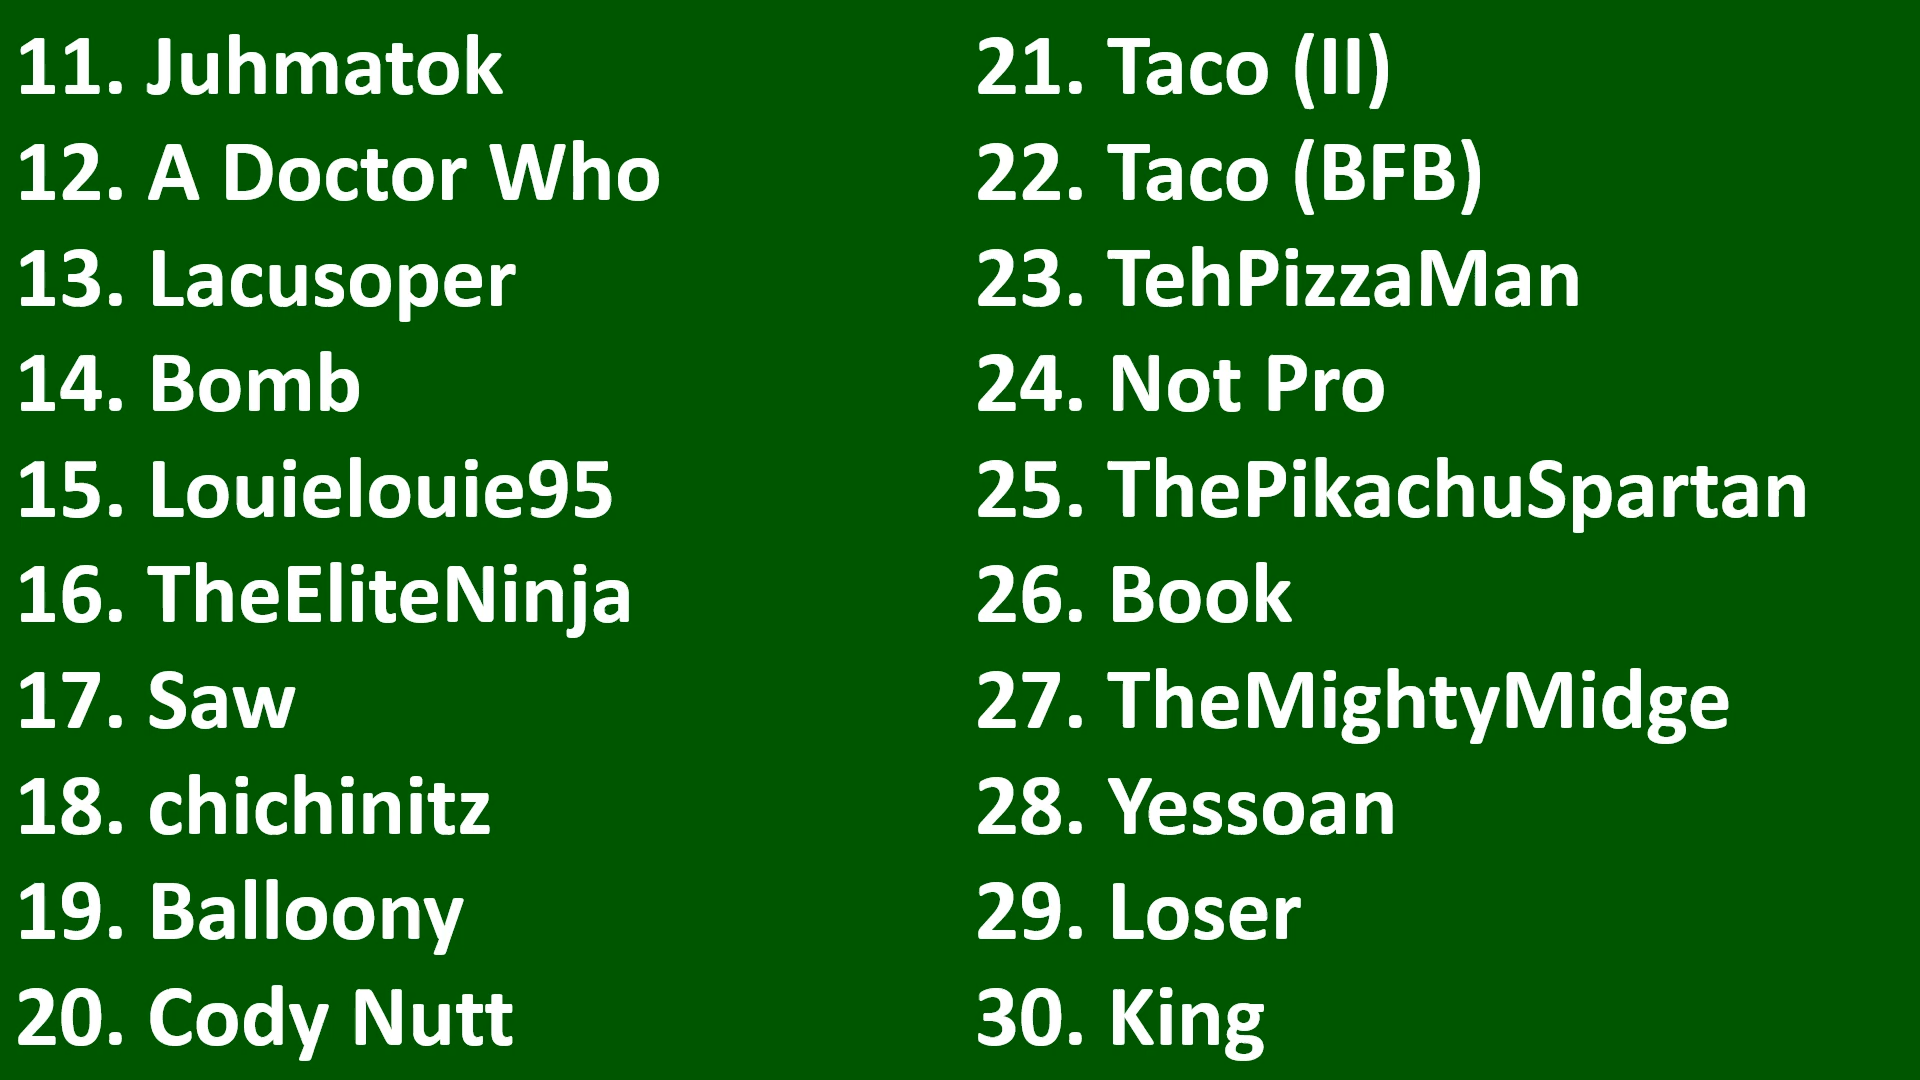 11. Juhmatok
12. A Doctor Who
13. Lacusoper
14. Bomb
15. Louielouie95
16. TheEliteNinja
17. Saw
18. chichinitz
19. Balloony
20. Cody Nutt
21. Taco (II)
22. Taco (BFB)
23. TehPizzaMan
24. Not Pro
25. ThePikachuSpartan
26. Book
27. TheMightyMidge
28. Yessoan
29. Loser
30. King